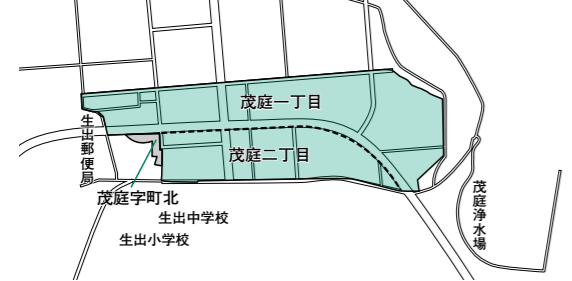 茂庭一丁目
生出郵便局
茂庭二丁目
茂庭字町北
生出中学校
生出小学校
茂庭浄水場